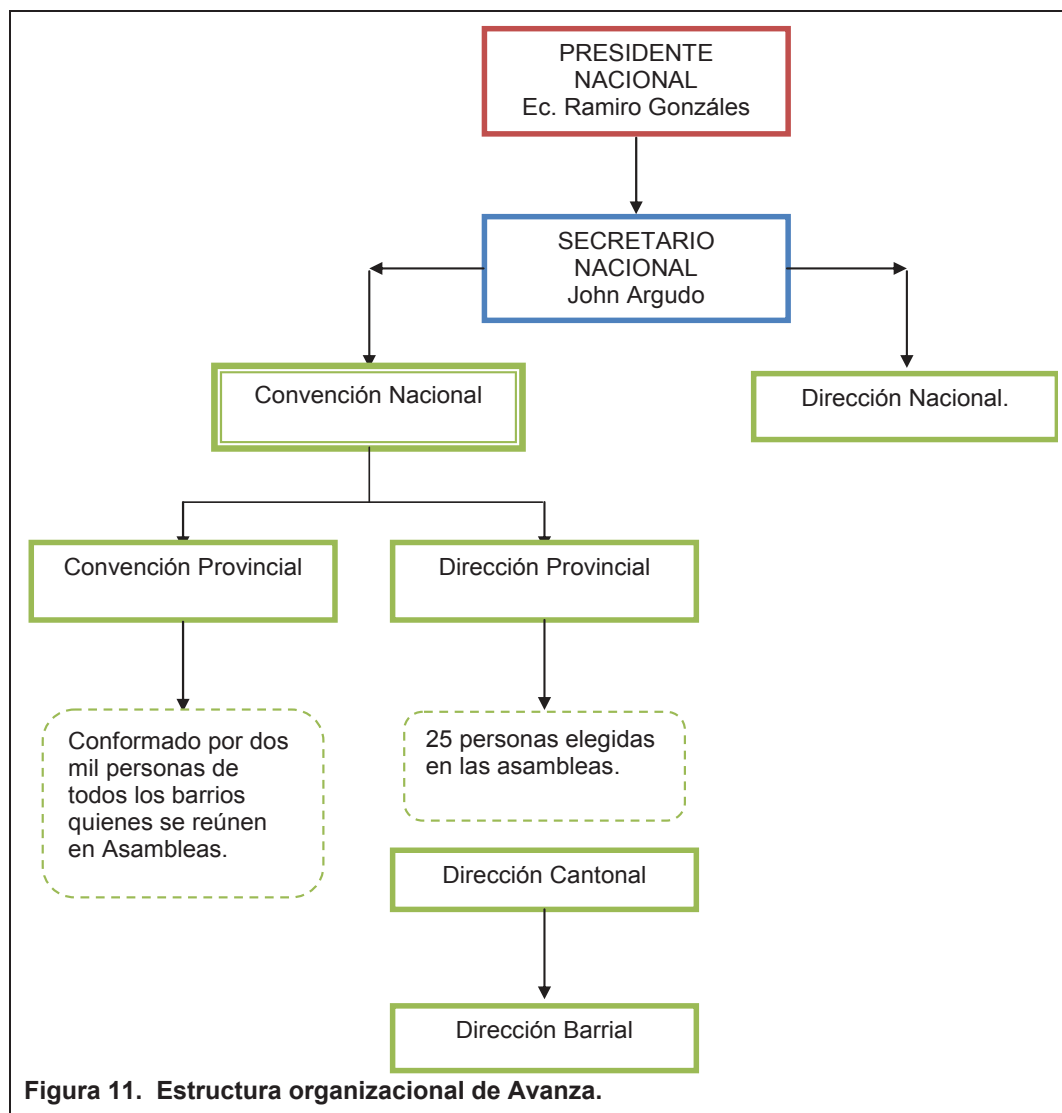 PRESIDENTE
NACIONAL
Ec. Ramiro Gonzáles
SECRETARIO
NACIONAL
John Argudo
Convención Nacional
Dirección Nacional.
Convención Provincial
Dirección Provincial
Conformado por dos
mil personas de
todos los barrios
quienes se reúnen
en Asambleas.
25 personas elegidas
en las asambleas.
Dirección Cantonal
Dirección Barrial
Figura 11. Estructura organizacional de Avanza.